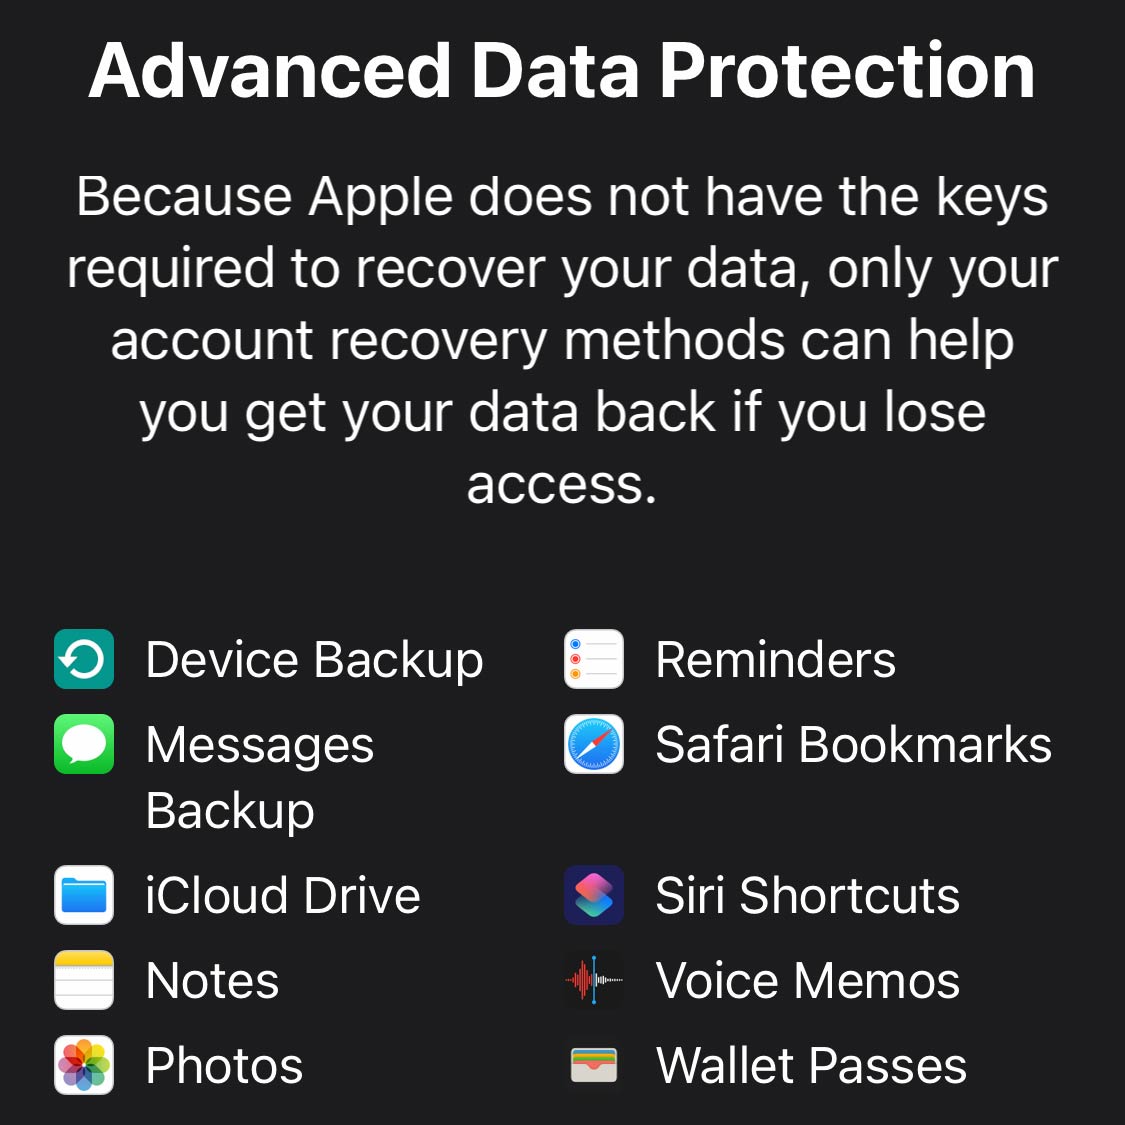 Advanced Data Protection
Because Apple does not have the keys
required to recover your data, only your
account recovery methods can help
you get your data back if you lose
access.
Device Backup
Reminders
Messages
Backup
Safari Bookmarks
iCloud Drive
Siri Shortcuts
Notes
Voice Memos
Photos
Wallet Passes